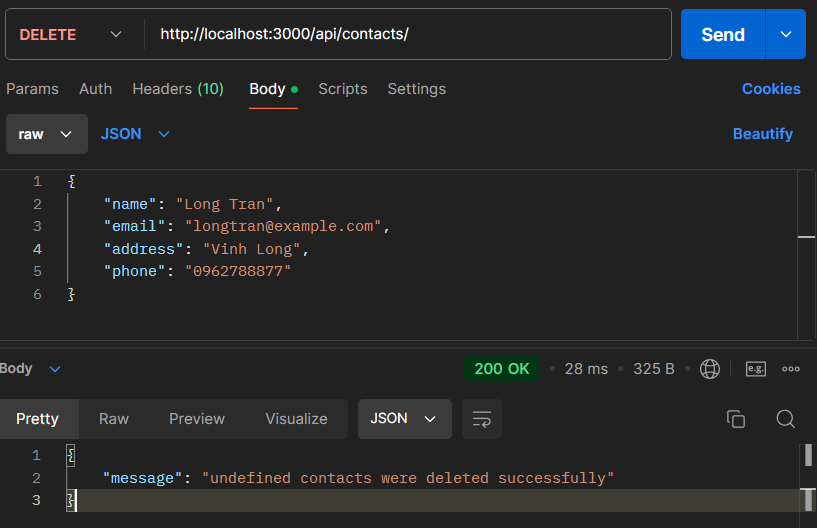 DELETE http://localhost:3000/api/contacts/ Send
Params Auth Headers (10) Body Scripts Settings Cookies
raw JSON Beautify
1 {
2 "name": "Long Tran",
3 "email": "longtran@example.com",
4 "address": "Vinh Long",
5 "phone": "0962788877"
6 }
Body 200 OK 28 ms 325 B e.g.
Pretty Raw Preview Visualize JSON
1 {
2 "message": "undefined contacts were deleted successfully"
3 }